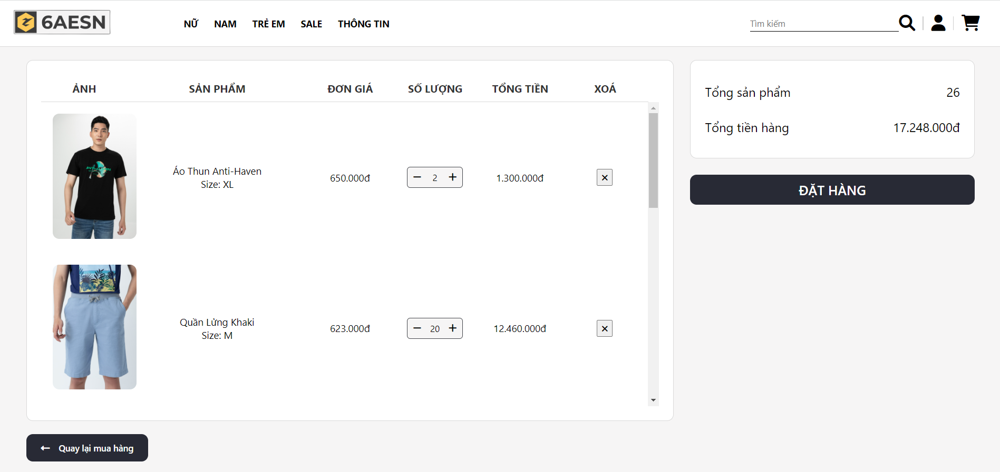 6AESN
NỮ NAM TRẺ EM SALE THÔNG TIN
Tìm kiếm
ẢNH SẢN PHẨM ĐƠN GIÁ SỐ LƯỢNG TỔNG TIỀN XOÁ
Áo Thun Anti-Haven
Size: XL
650.000đ
2
1.300.000đ
Quần Lửng Khaki
Size: M
623.000đ
20
12.460.000đ
Tổng sản phẩm 26
Tổng tiền hàng 17.248.000đ
ĐẶT HÀNG
Quay lại mua hàng